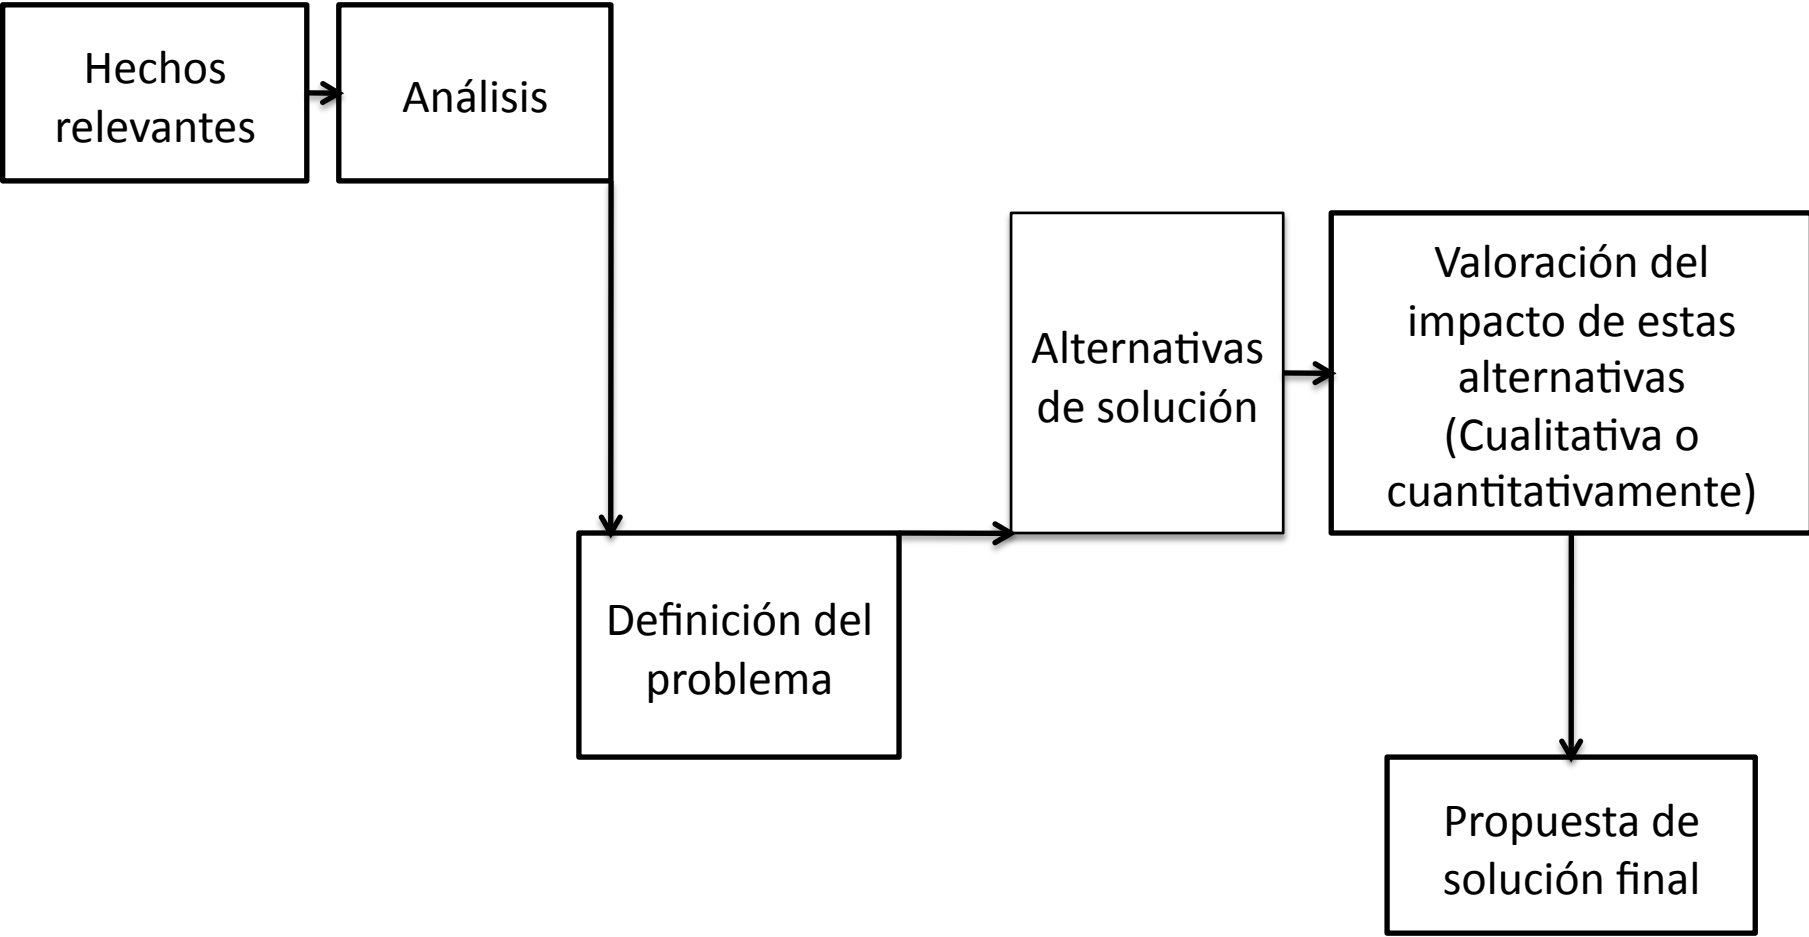 Hechos
relevantes
Análisis
Definición del
problema
Alternativas
de solución
Valoración del
impacto de estas
alternativas
(Cualitativa o
cuantitativamente)
Propuesta de
solución final